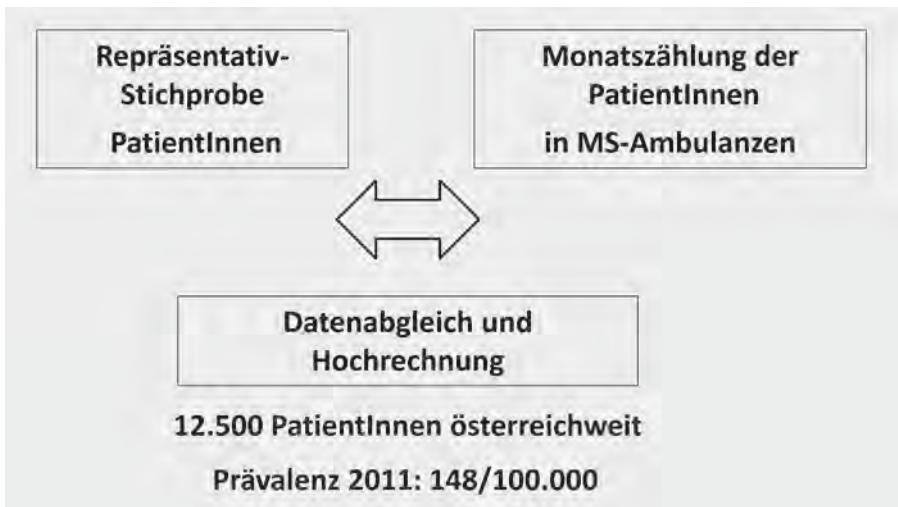 Repräsentativ-
Stichprobe
PatientInnen
Monatszählung der
PatientInnen
in MS-Ambulanzen
Datenabgleich und
Hochrechnung
12.500 PatientInnen österreichweit
Prävalenz 2011: 148/100.000